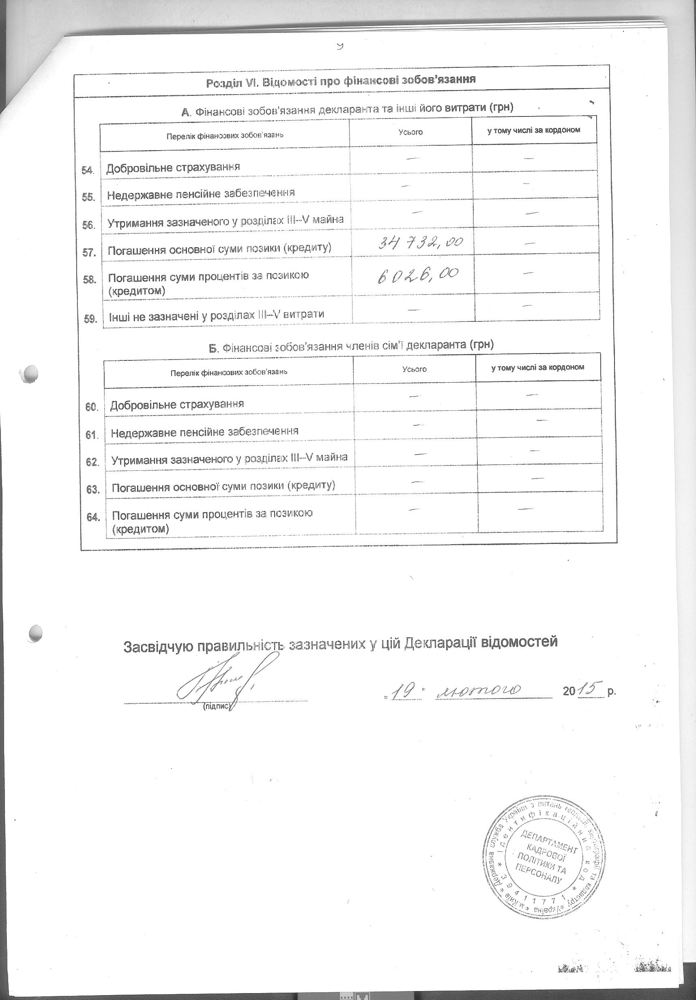 Розділ VI. Відомості про фінансові зобов'язання
А. Фінансові зобов'язання декларанта та інші його витрати (грн)
Перелік фінансових зобов'язань Усього у тому числі за кордоном
54. Добровільне страхування — —
55. Недержавне пенсійне забезпечення — —
56. Утримання зазначеного у розділах III–V майна — —
57. Погашення основної суми позики (кредиту) 34 732,00 —
58. Погашення суми процентів за позикою 6026,00 —
(кредитом)
59. Інші не зазначені у розділах III–V витрати — —
Б. Фінансові зобов'язання членів сім'ї декларанта (грн)
Перелік фінансових зобов'язань Усього у тому числі за кордоном
60. Добровільне страхування — —
61. Недержавне пенсійне забезпечення — —
62. Утримання зазначеного у розділах III–V майна — —
63. Погашення основної суми позики (кредиту) — —
64. Погашення суми процентів за позикою — —
(кредитом)
Засвідчую правильність зазначених у цій Декларації відомостей
"19" лютого 2015 р.
(підпис)
Державна служба України з питань геодезії, картографії та кадастру
* Україна * м.Київ *
* Ідентифікаційний код * 39411771
ДЕПАРТАМЕНТ
КАДРОВОЇ
ПОЛІТИКИ ТА
ПЕРСОНАЛУ